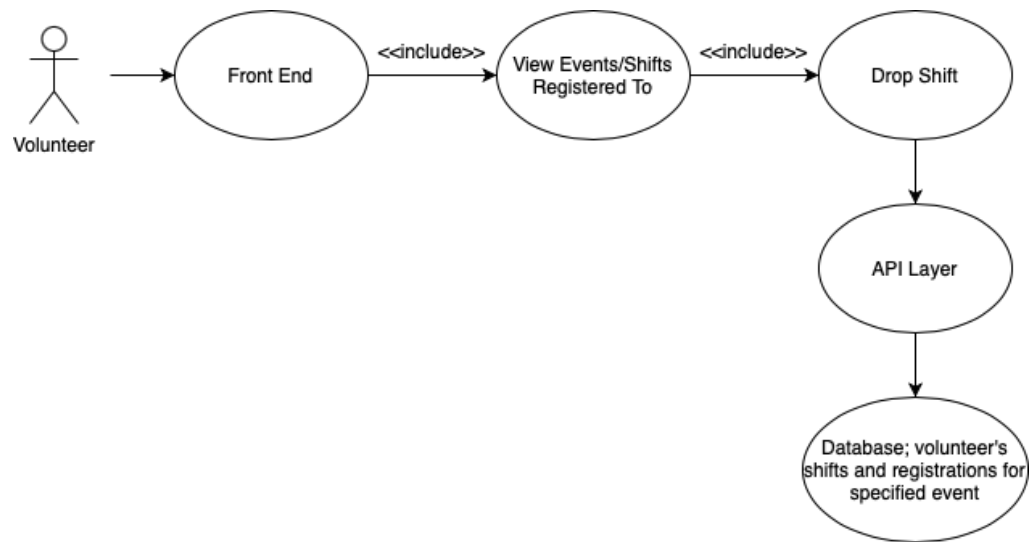 <<include>>
<<include>>
Front End
View Events/Shifts
Registered To
Drop Shift
Volunteer
API Layer
Database; volunteer's
shifts and registrations for
specified event